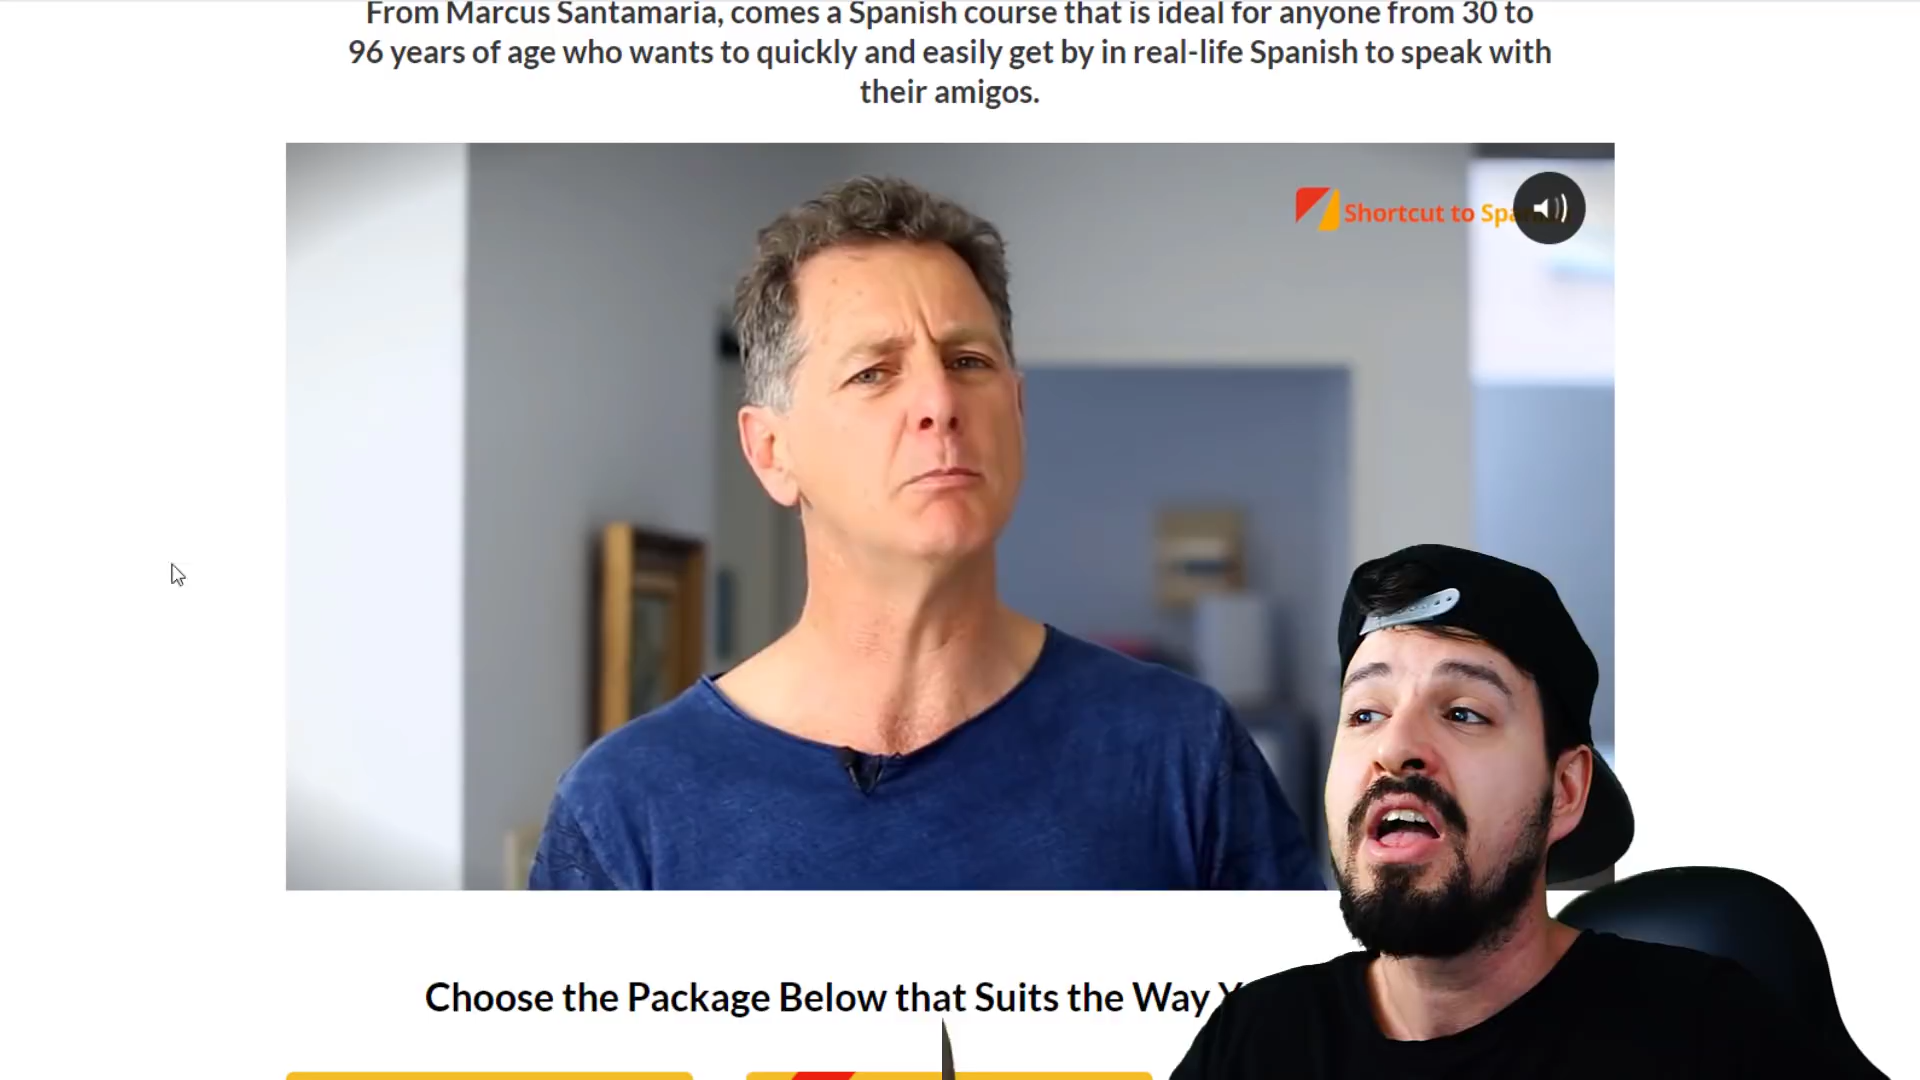 From Marcus Santamaria, comes a Spanish course that is ideal for anyone from 30 to
96 years of age who wants to quickly and easily get by in real-life Spanish to speak with
their amigos.
Shortcut to
Choose the Package Below that Suits the Way